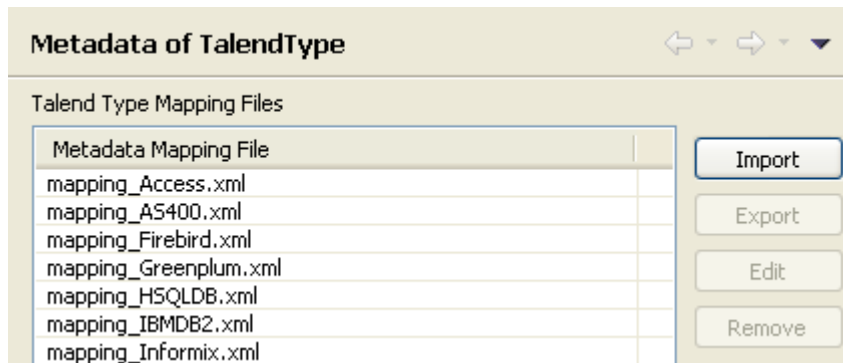 Metadata of TalendType
Talend Type Mapping Files
Metadata Mapping File
mapping_Access.xml
mapping_AS400.xml
mapping_Firebird.xml
mapping_Greenplum.xml
mapping_HSQLDB.xml
mapping_IBMDB2.xml
mapping_Informix.xml
Import
Export
Edit
Remove